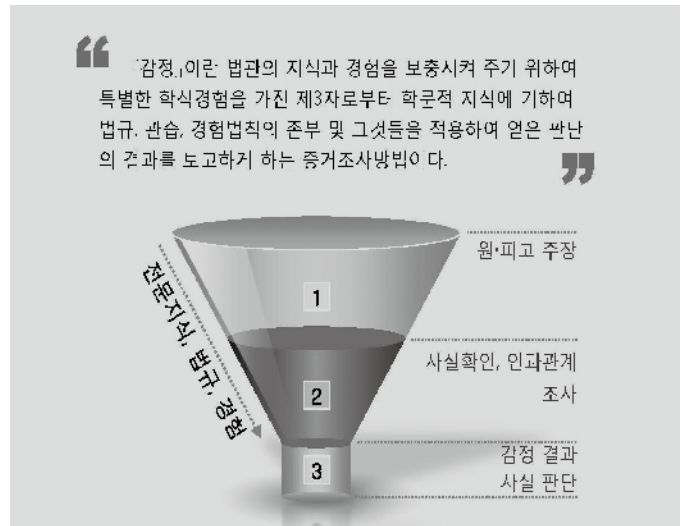 “
「감정」이란 법관의 지식과 경험을 보충시켜 주기 위하여
특별한 학식경험을 가진 제3자로부터 학문적 지식에 기하여
법규, 관습, 경험법칙의 존부 및 그것들을 적용하여 얻은 판단
의 결과를 보고하게 하는 증거조사방법이다.
”
원·피고 주장
전문지식, 법규, 경험
1
사실확인, 인과관계
조사
2
감정 결과
사실 판단
3